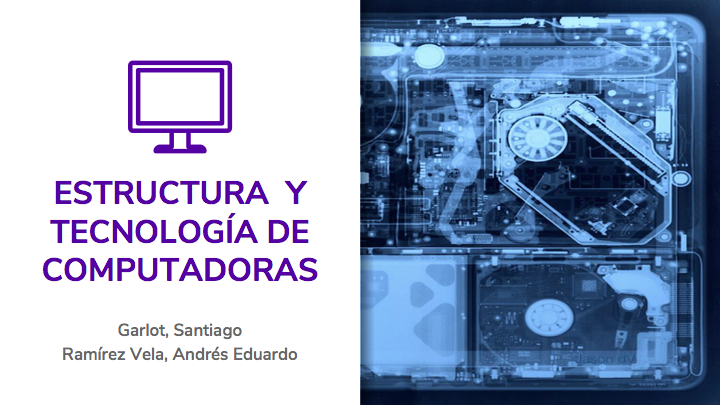 ESTRUCTURA Y
TECNOLOGÍA DE
COMPUTADORAS
Garlot, Santiago
Ramírez Vela, Andrés Eduardo